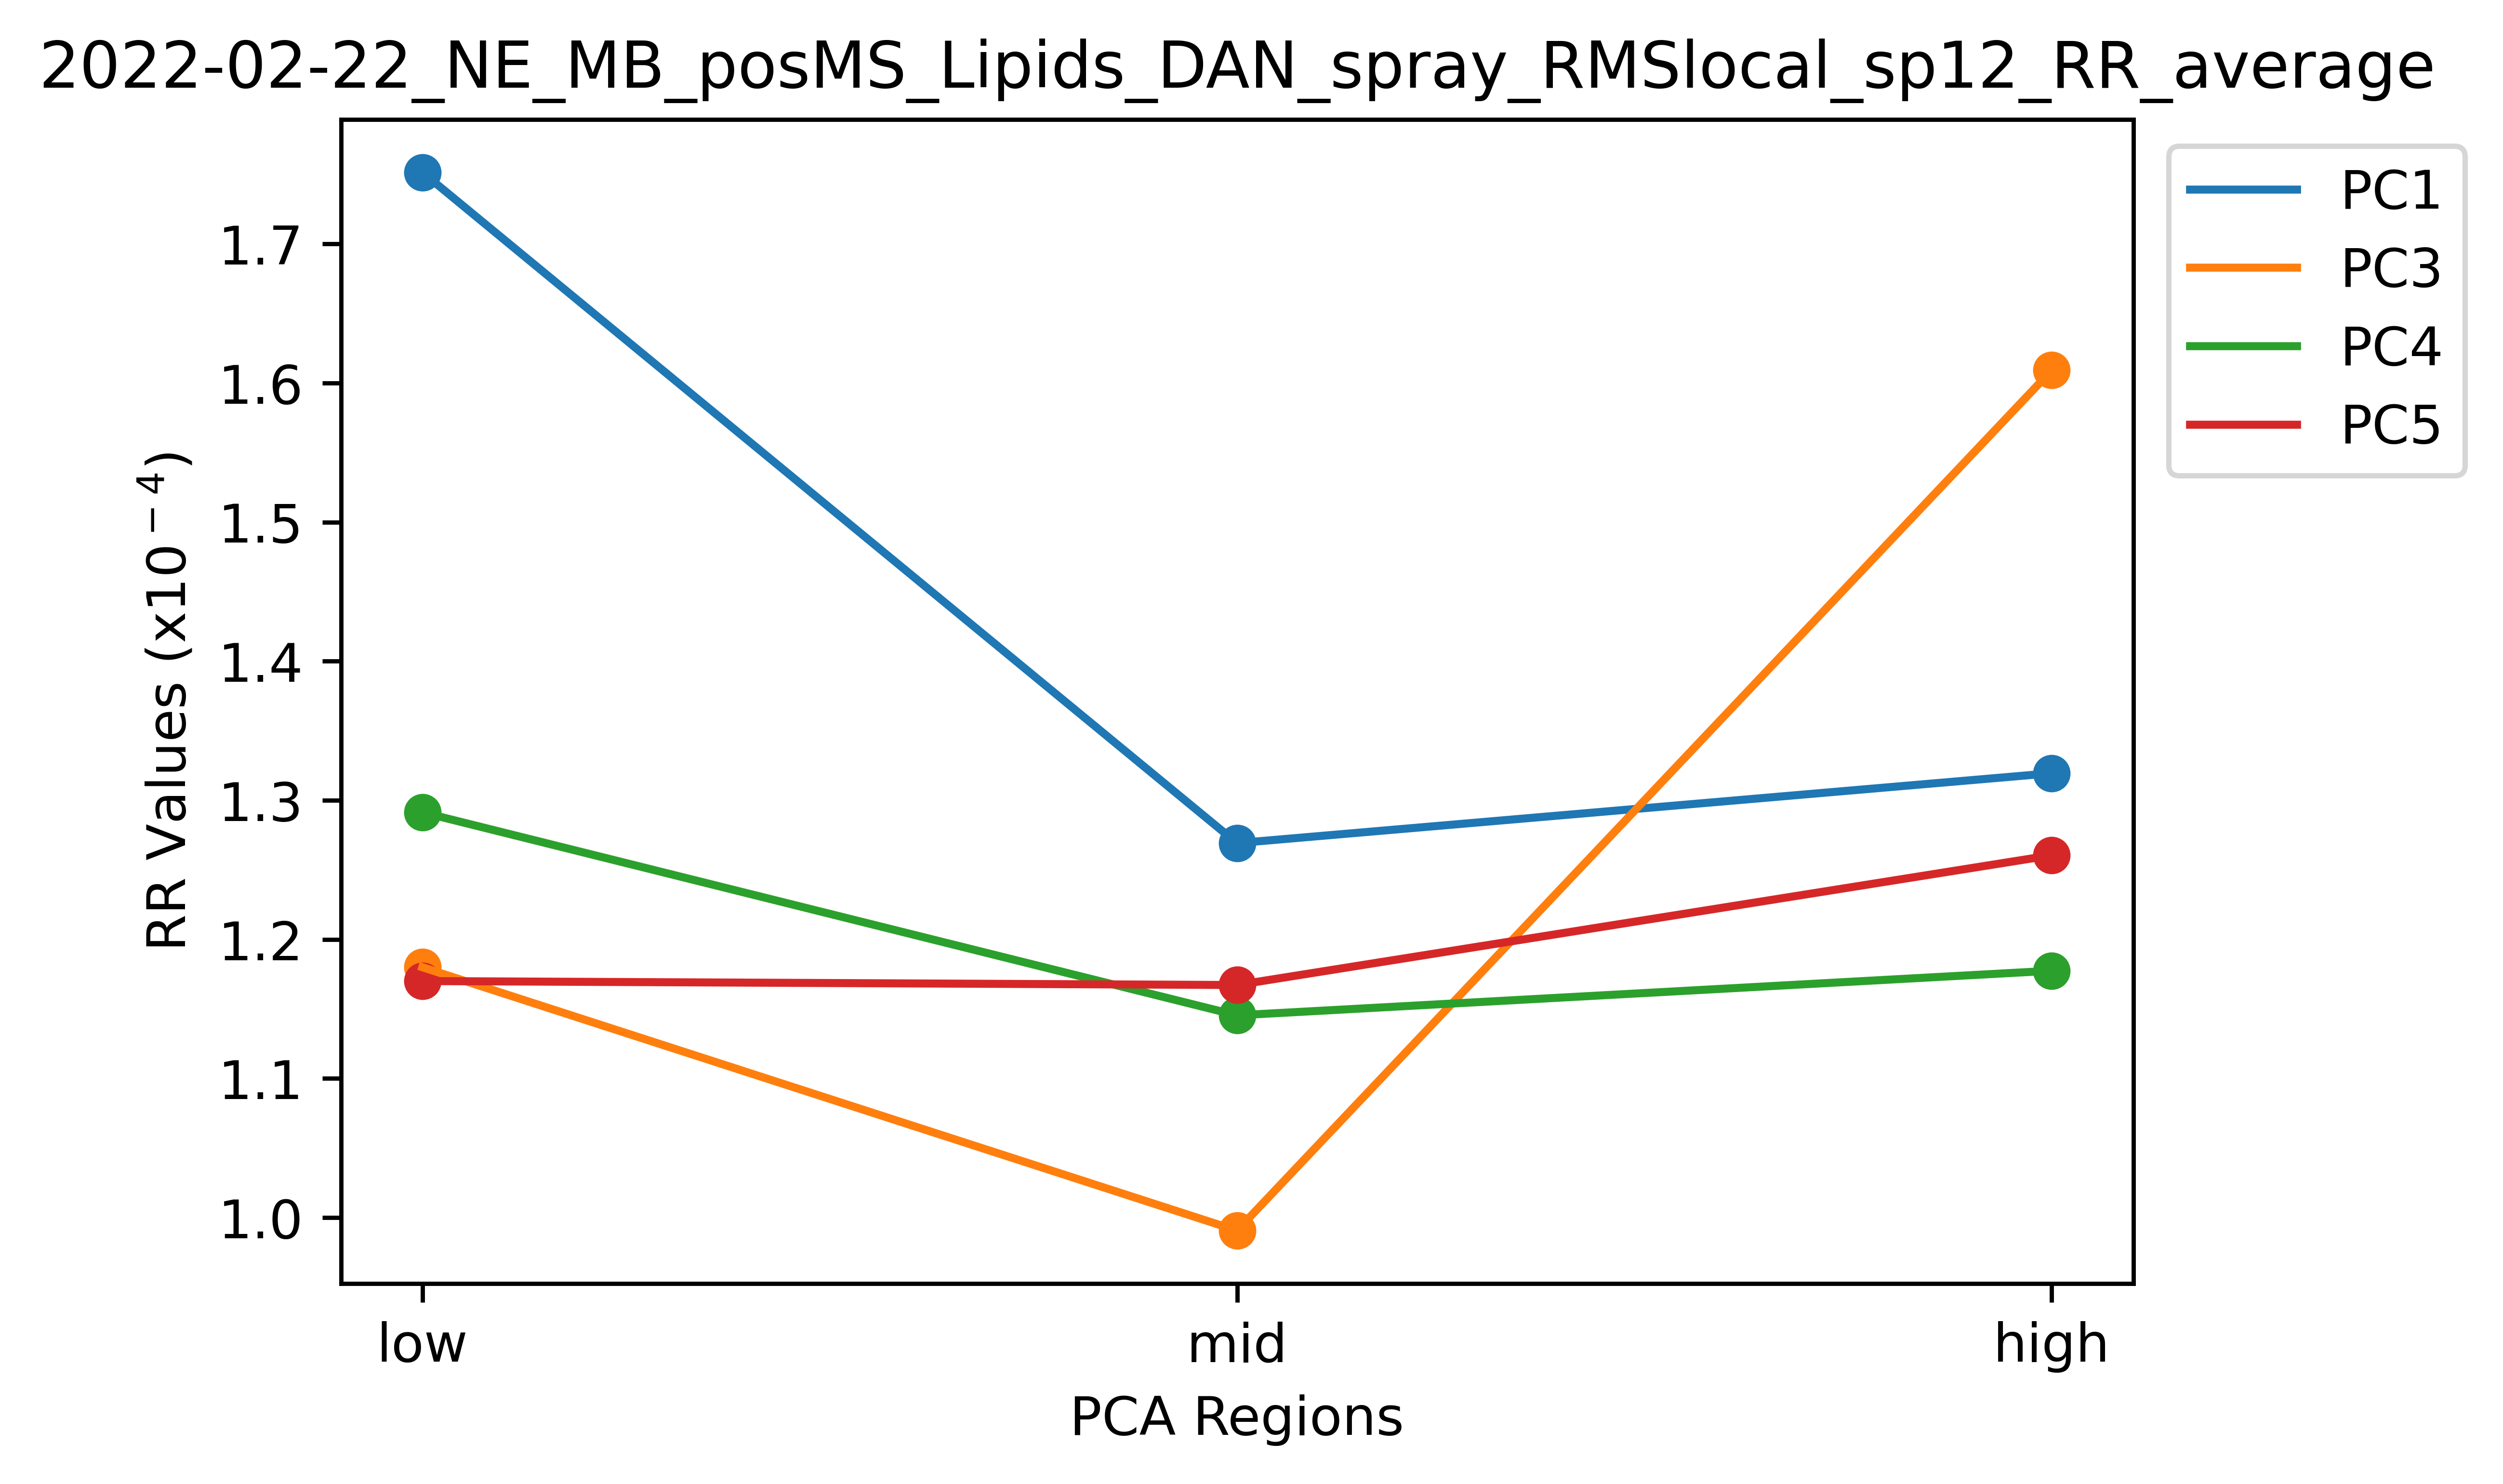 2022-02-22_NE_MB_posMS_Lipids_DAN_spray_RMSlocal_sp12_RR_average
PC1
PC3
PC4
PC5
RR Values (x10⁻⁴)
1.7
1.6
1.5
1.4
1.3
1.2
1.1
1.0
low mid high
PCA Regions